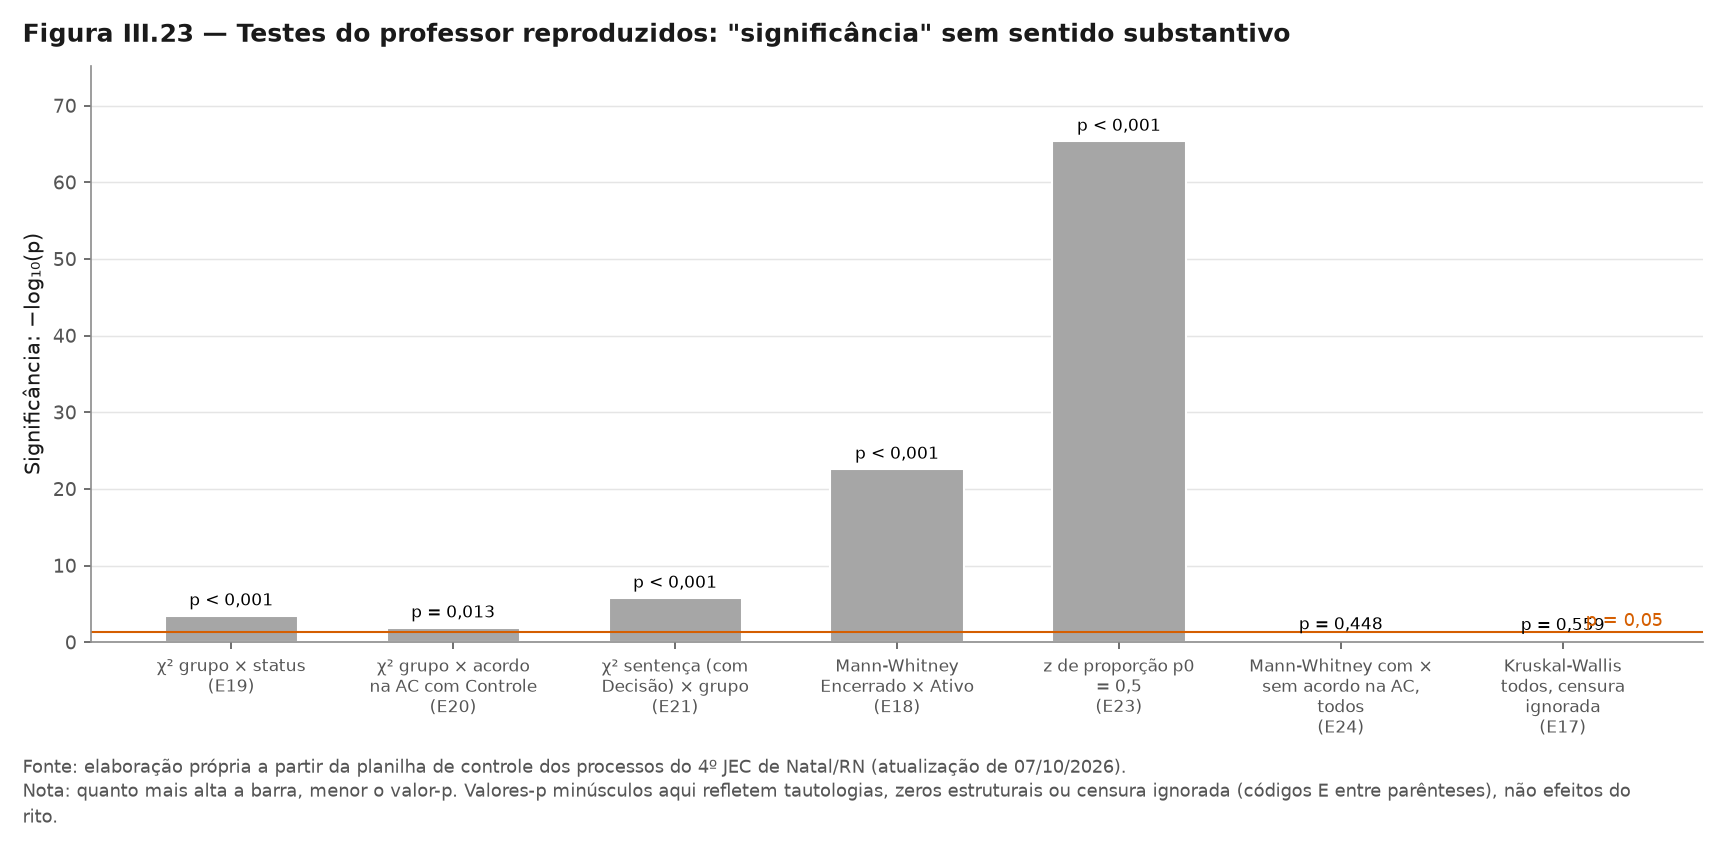 Figura III.23 — Testes do professor reproduzidos: "significância" sem sentido substantivo
Significância: −log₁₀(p)
70
60
50
40
30
20
10
0
p < 0,001
p = 0,013
p < 0,001
p < 0,001
p < 0,001
p = 0,448
p = 0,559
p = 0,05
χ² grupo × status
(E19)
χ² grupo × acordo
na AC com Controle
(E20)
χ² sentença (com
Decisão) × grupo
(E21)
Mann-Whitney
Encerrado × Ativo
(E18)
z de proporção p0
= 0,5
(E23)
Mann-Whitney com ×
sem acordo na AC,
todos
(E24)
Kruskal-Wallis
todos, censura
ignorada
(E17)
Fonte: elaboração própria a partir da planilha de controle dos processos do 4º JEC de Natal/RN (atualização de 07/10/2026).
Nota: quanto mais alta a barra, menor o valor-p. Valores-p minúsculos aqui refletem tautologias, zeros estruturais ou censura ignorada (códigos E entre parênteses), não efeitos do
rito.